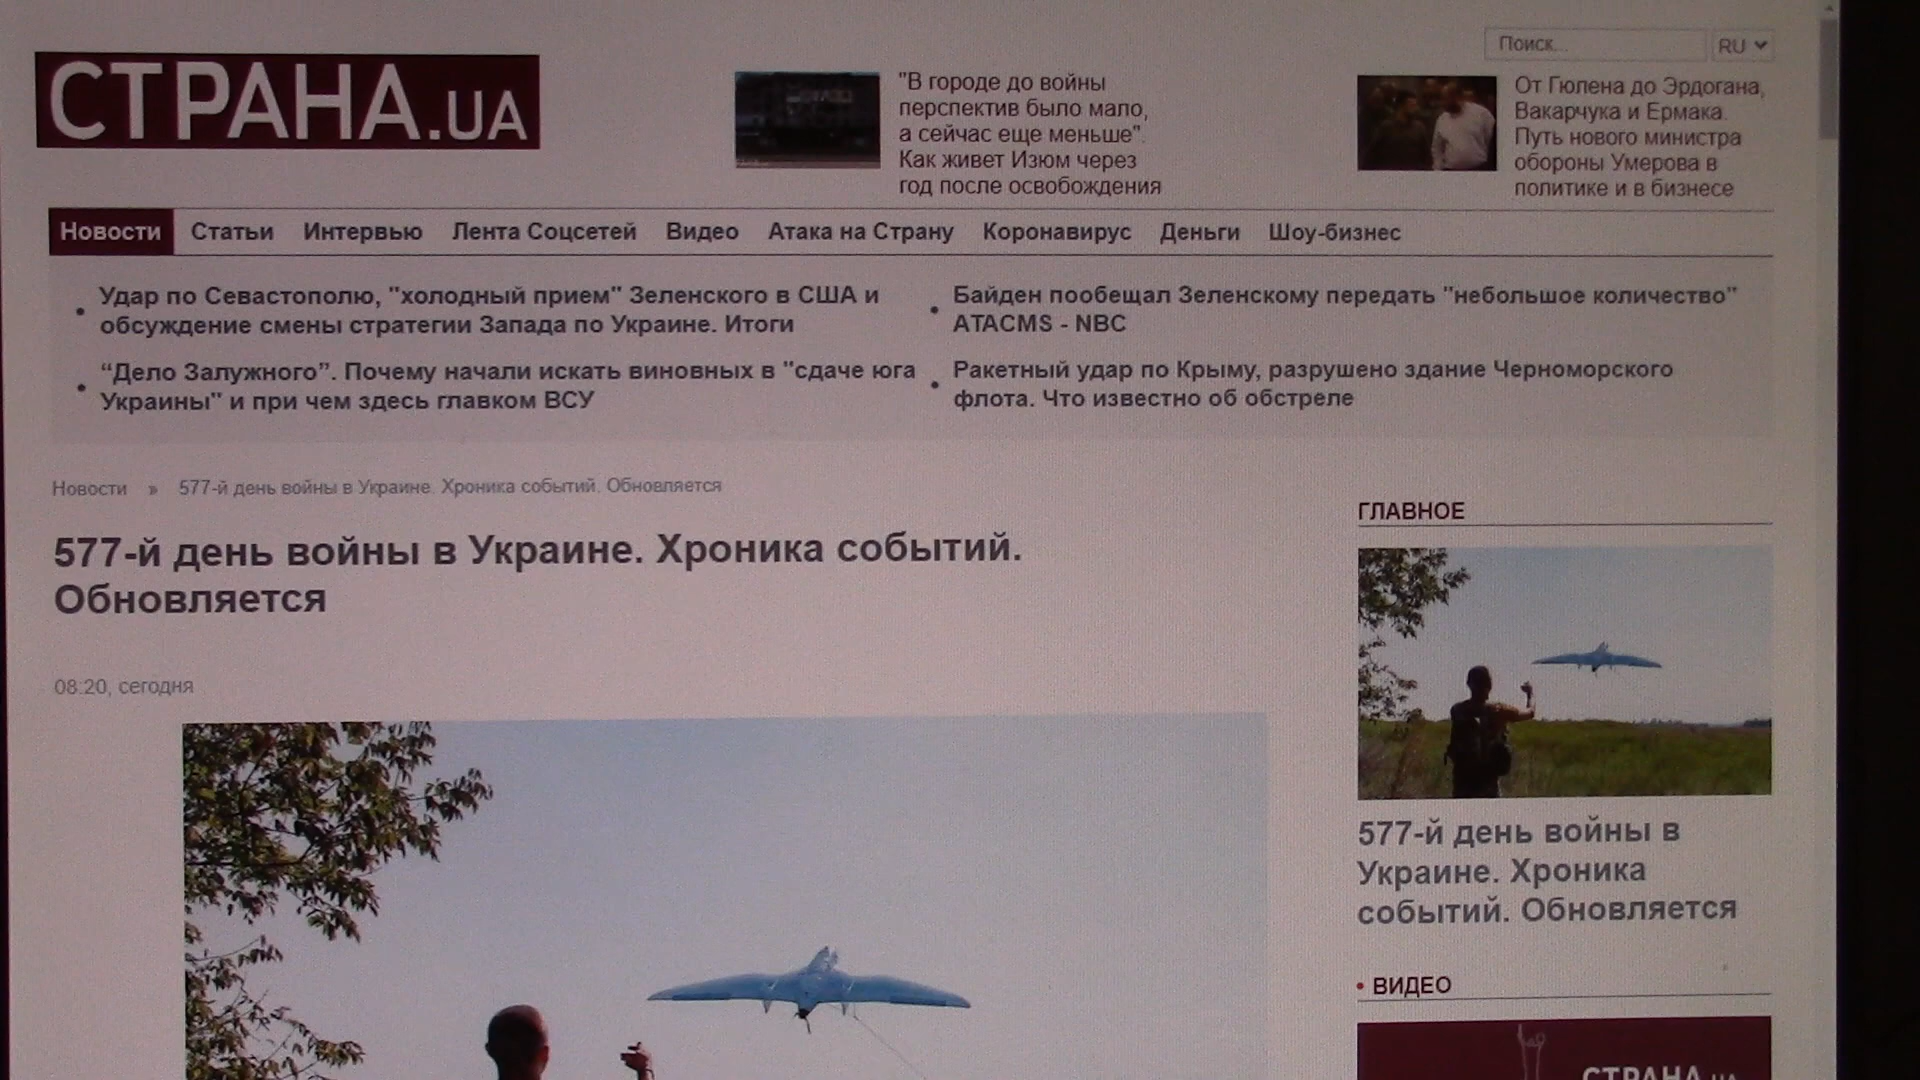 СТРАНА.UA
"В городе до войны
перспектив было мало,
а сейчас еще меньше".
Как живет Изюм через
год после освобождения
Поиск...
RU
От Гюлена до Эрдогана,
Вакарчука и Ермака.
Путь нового министра
обороны Умерова в
политике и в бизнесе
Новости Статьи Интервью Лента Соцсетей Видео Атака на Страну Коронавирус Деньги Шоу-бизнес
• Удар по Севастополю, "холодный прием" Зеленского в США и
обсуждение смены стратегии Запада по Украине. Итоги
• Байден пообещал Зеленскому передать "небольшое количество"
ATACMS - NBC
• “Дело Залужного”. Почему начали искать виновных в "сдаче юга
Украины" и при чем здесь главком ВСУ
• Ракетный удар по Крыму, разрушено здание Черноморского
флота. Что известно об обстреле
Новости » 577-й день войны в Украине. Хроника событий. Обновляется
577-й день войны в Украине. Хроника событий.
Обновляется
08:20, сегодня
ГЛАВНОЕ
577-й день войны в
Украине. Хроника
событий. Обновляется
• ВИДЕО
СТРАНА.UA